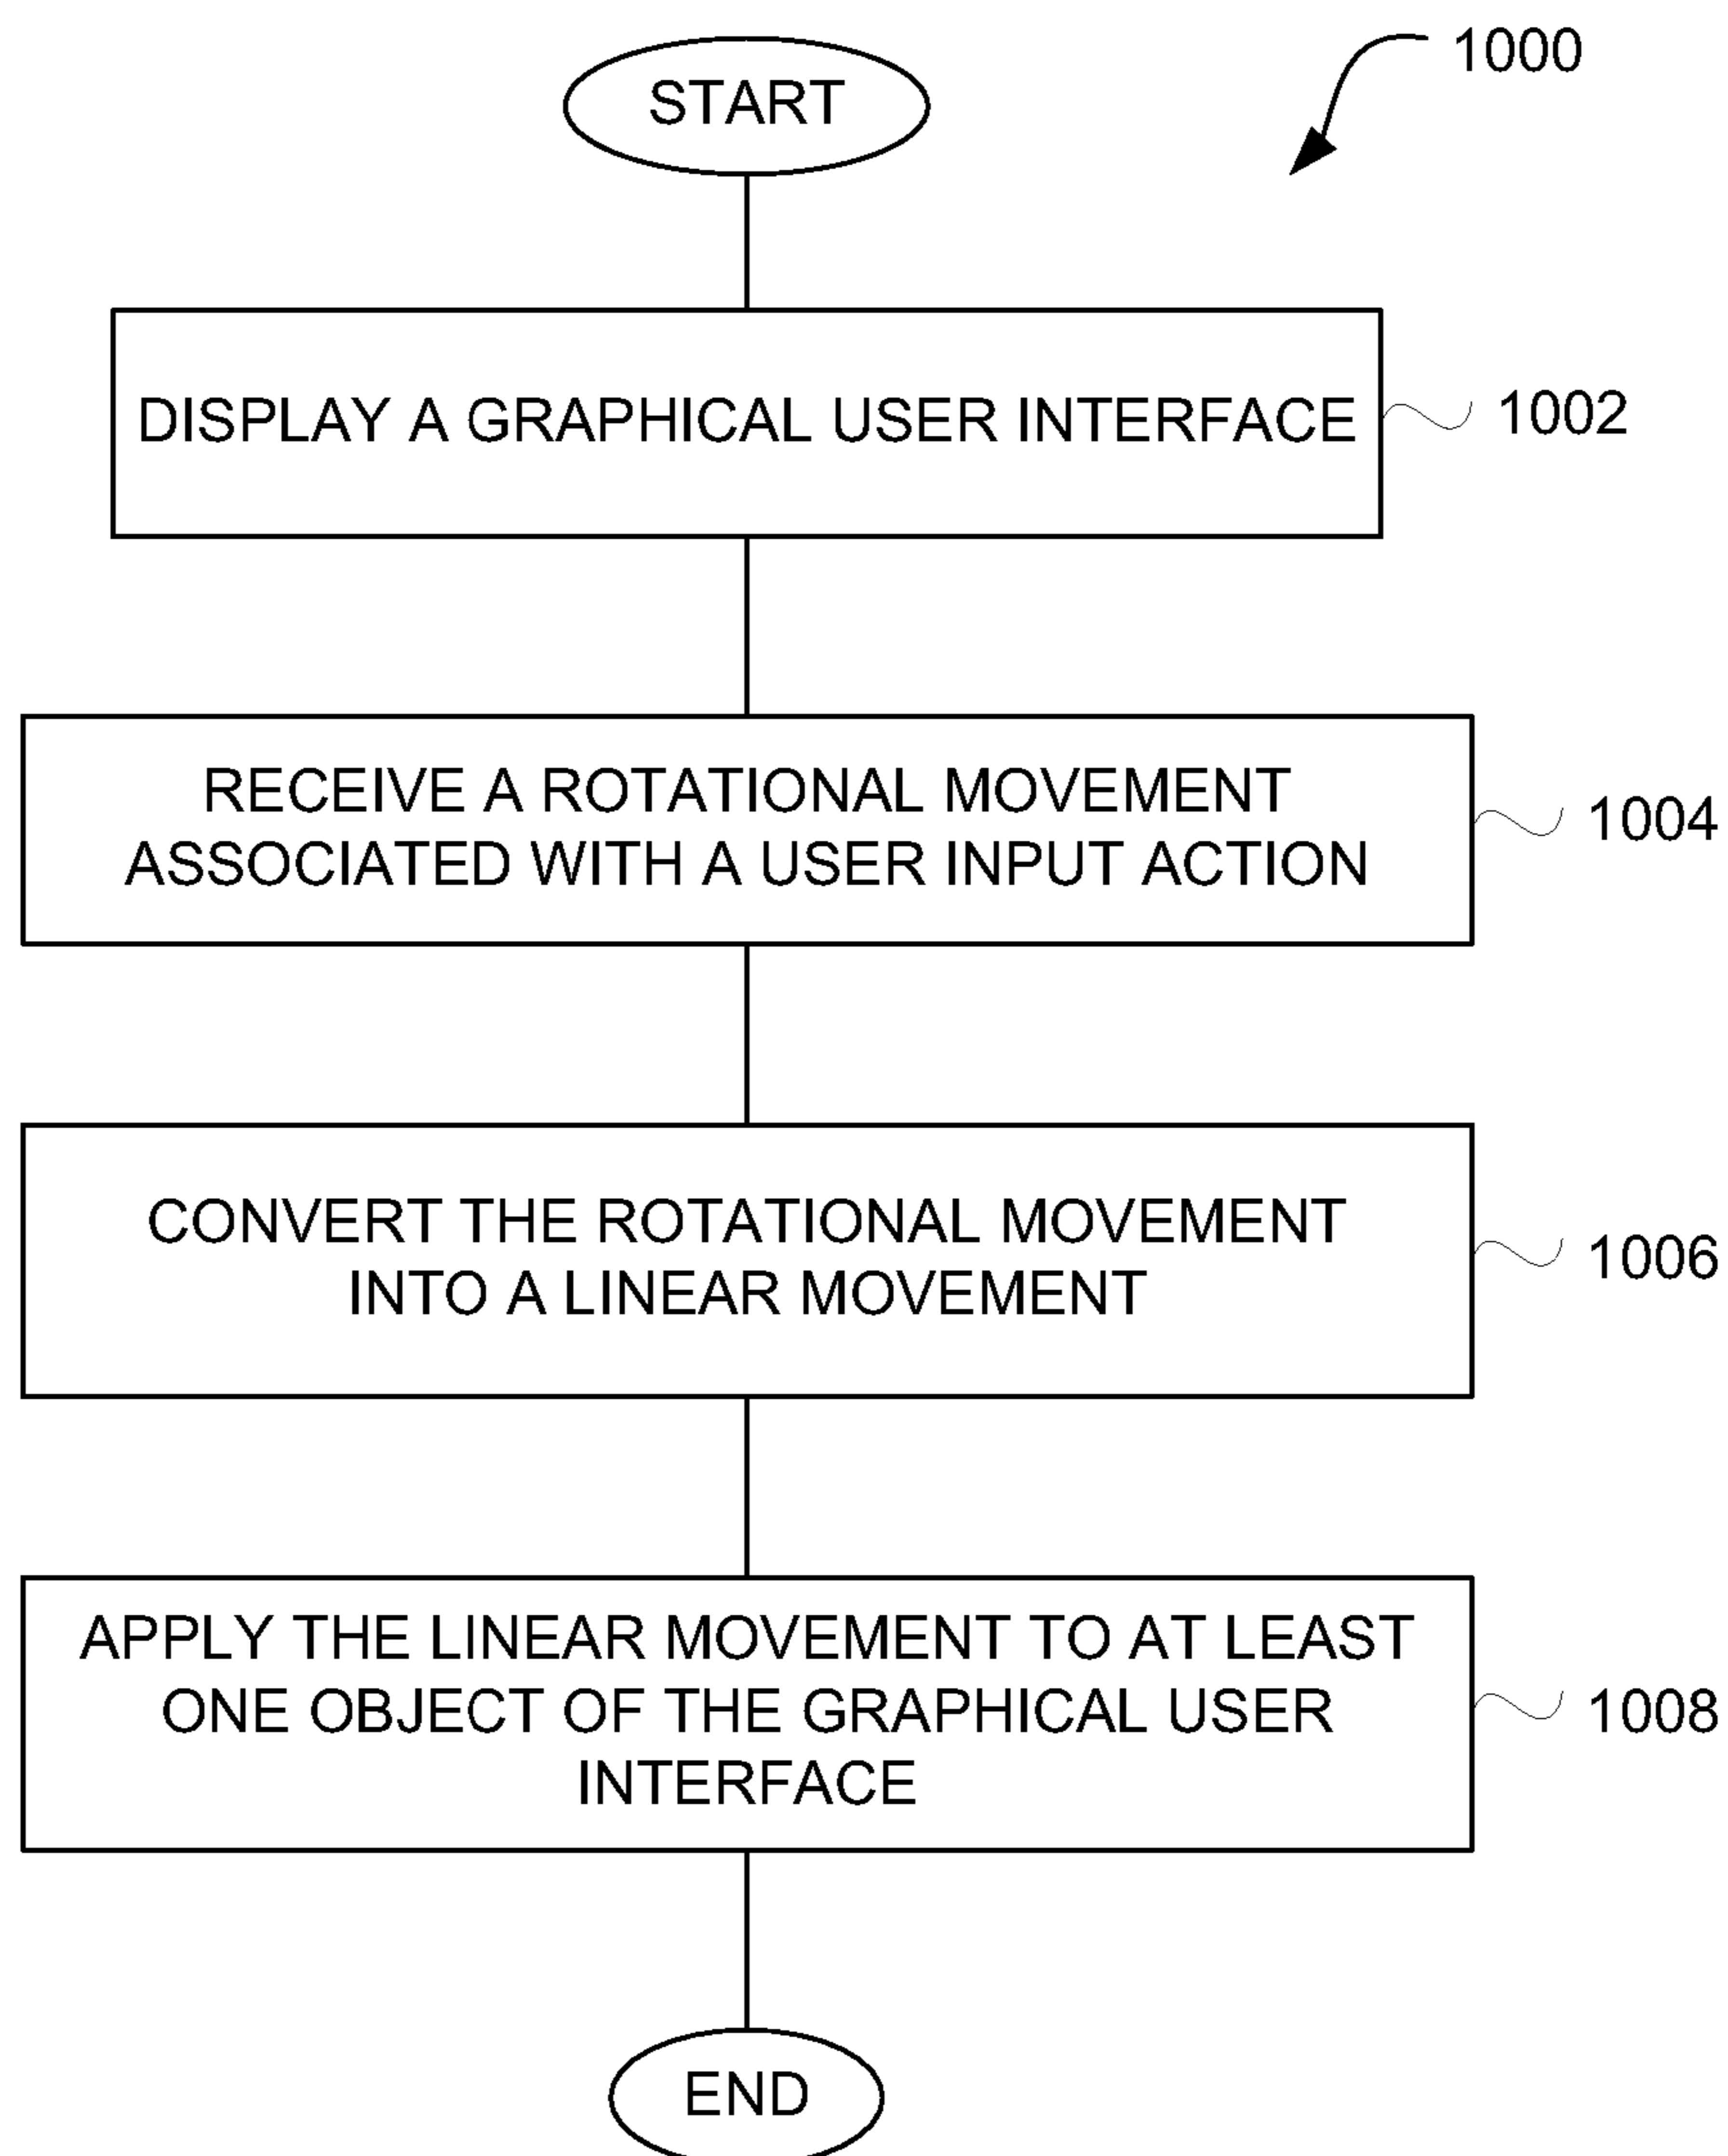 START
1000
DISPLAY A GRAPHICAL USER INTERFACE
1002
RECEIVE A ROTATIONAL MOVEMENT
ASSOCIATED WITH A USER INPUT ACTION
1004
CONVERT THE ROTATIONAL MOVEMENT
INTO A LINEAR MOVEMENT
1006
APPLY THE LINEAR MOVEMENT TO AT LEAST
ONE OBJECT OF THE GRAPHICAL USER
INTERFACE
1008
END